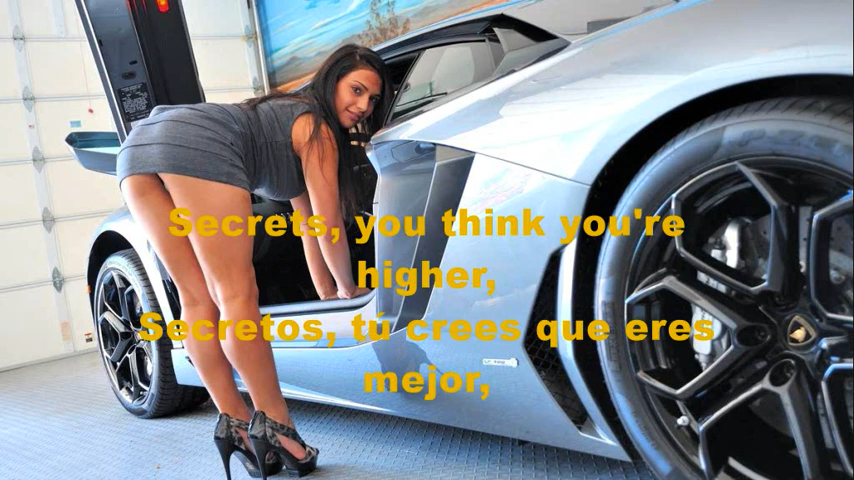 Secrets, you think you're
higher,
Secretos, tú crees que eres
mejor,